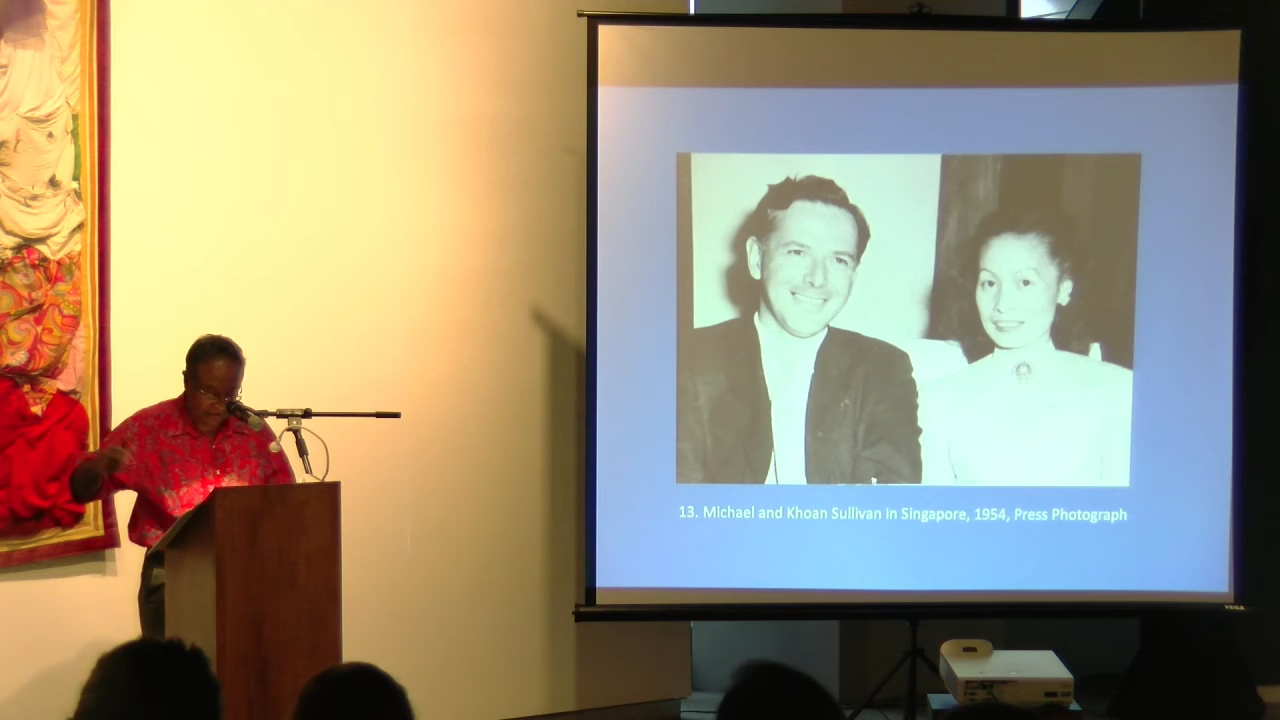 13. Michael and Khoan Sullivan in Singapore, 1954, Press Photograph